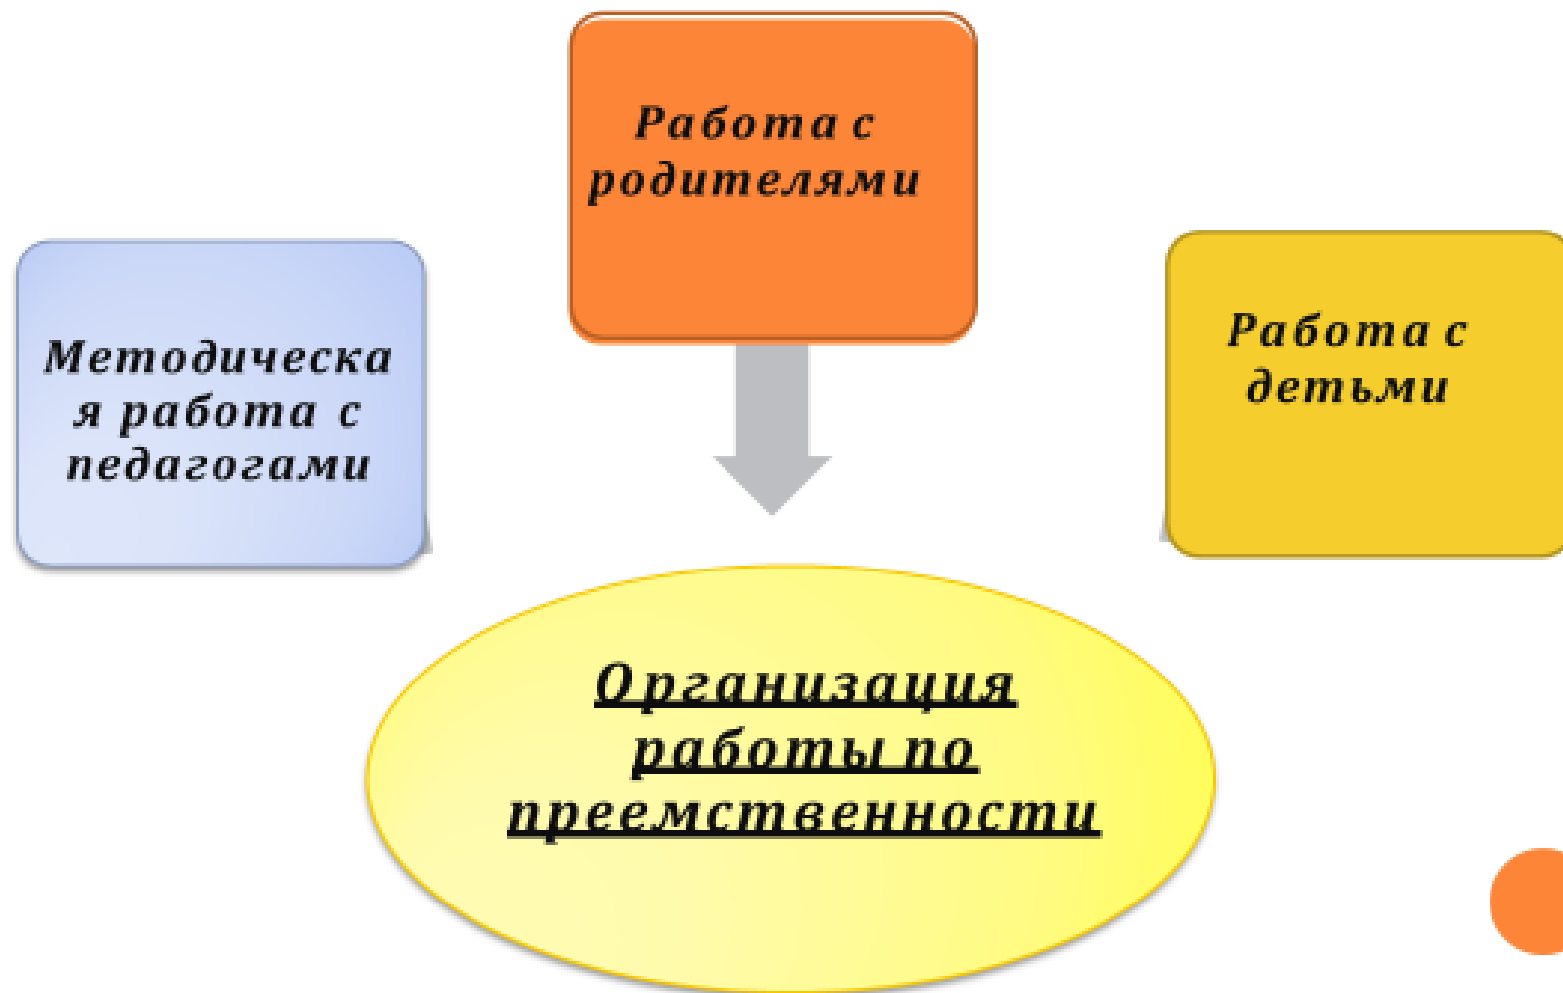 Работа с
родителями
Методическа
я работа с
педагогами
Работа с
детьми
Организация
работы по
преемственности